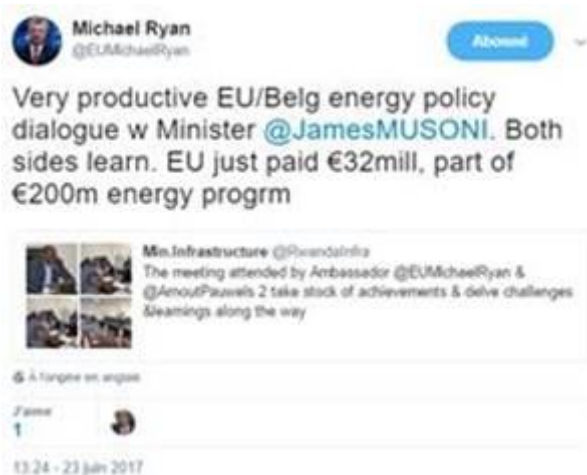 Michael Ryan
@EUMichaelRyan
Abonné
Very productive EU/Belg energy policy
dialogue w Minister @JamesMUSONI. Both
sides learn. EU just paid €32mill, part of
€200m energy progrm
Min.Infrastructure @RwandaInfra
The meeting attended by Ambassador @EUMichaelRyan &
@ArnoutPauwels 2 take stock of achievements & delve challenges
&learnings along the way
À l'origine en anglais
J'aime
1
13:24 - 23 juin 2017